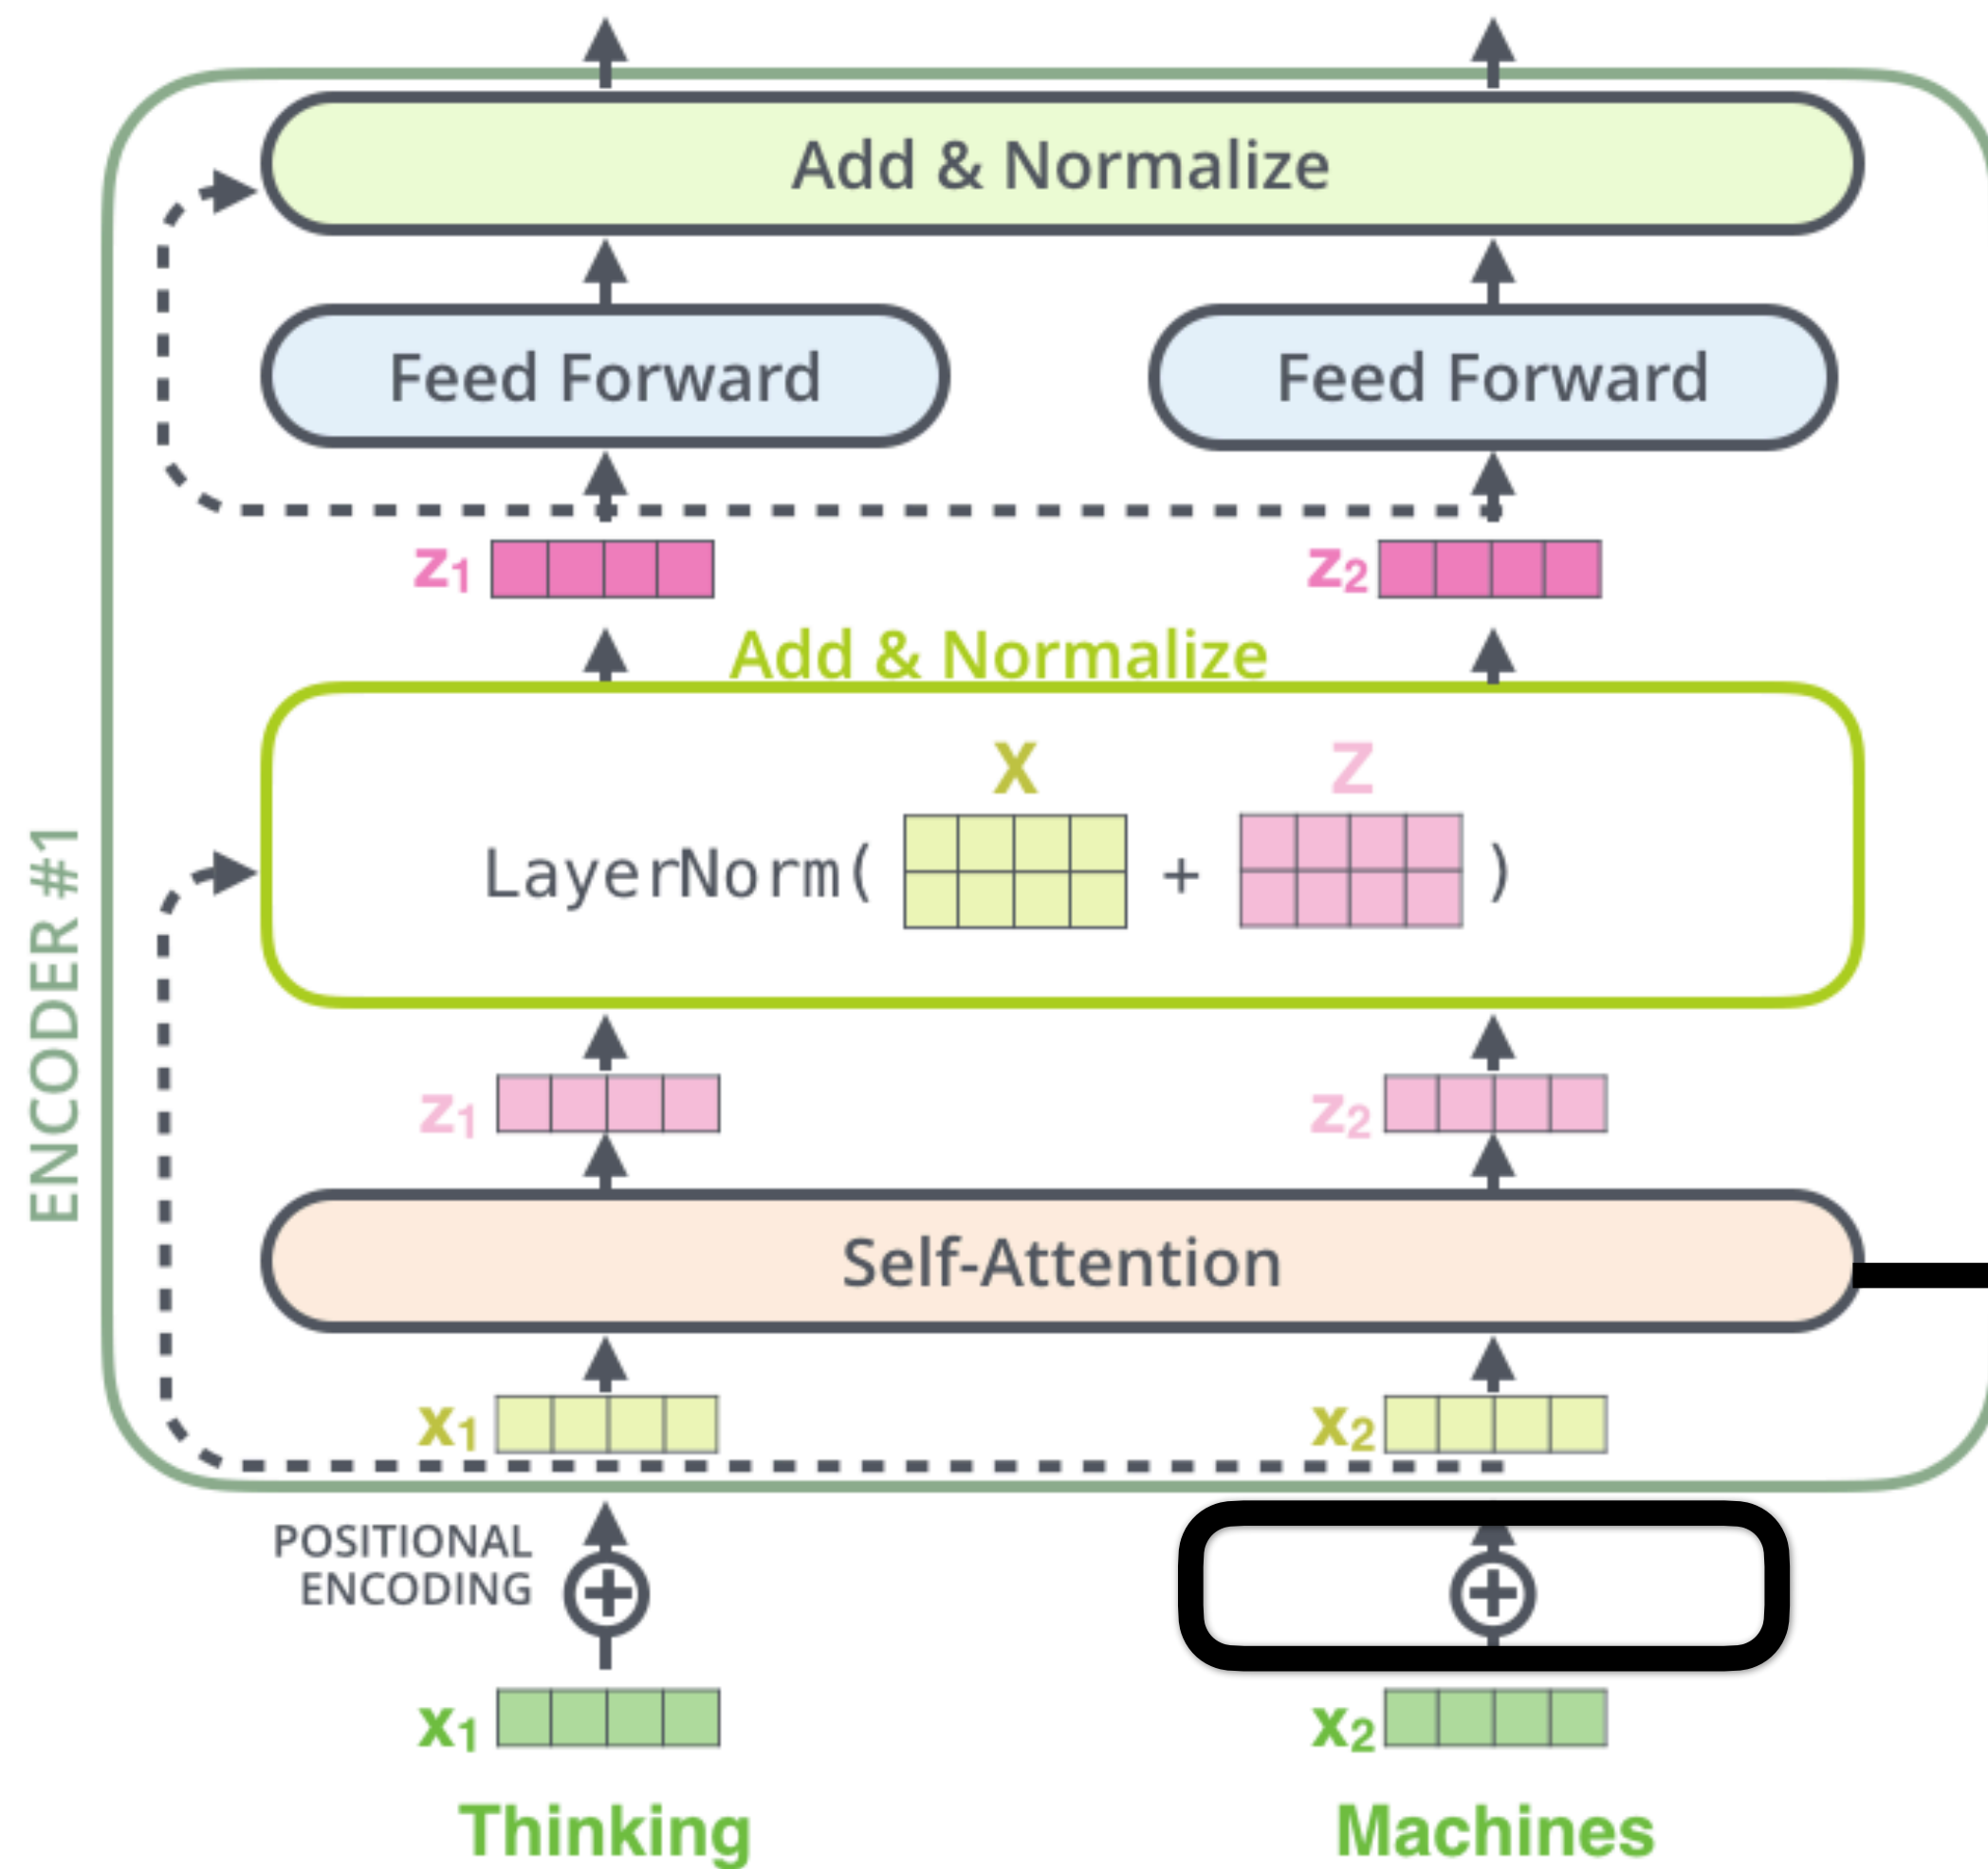 Add & Normalize
Feed Forward
Feed Forward
z1
z2
Add & Normalize
X
Z
LayerNorm(
+
)
ENCODER #1
z1
z2
Self-Attention
x1
x2
POSITIONAL
ENCODING
x1
x2
Thinking
Machines